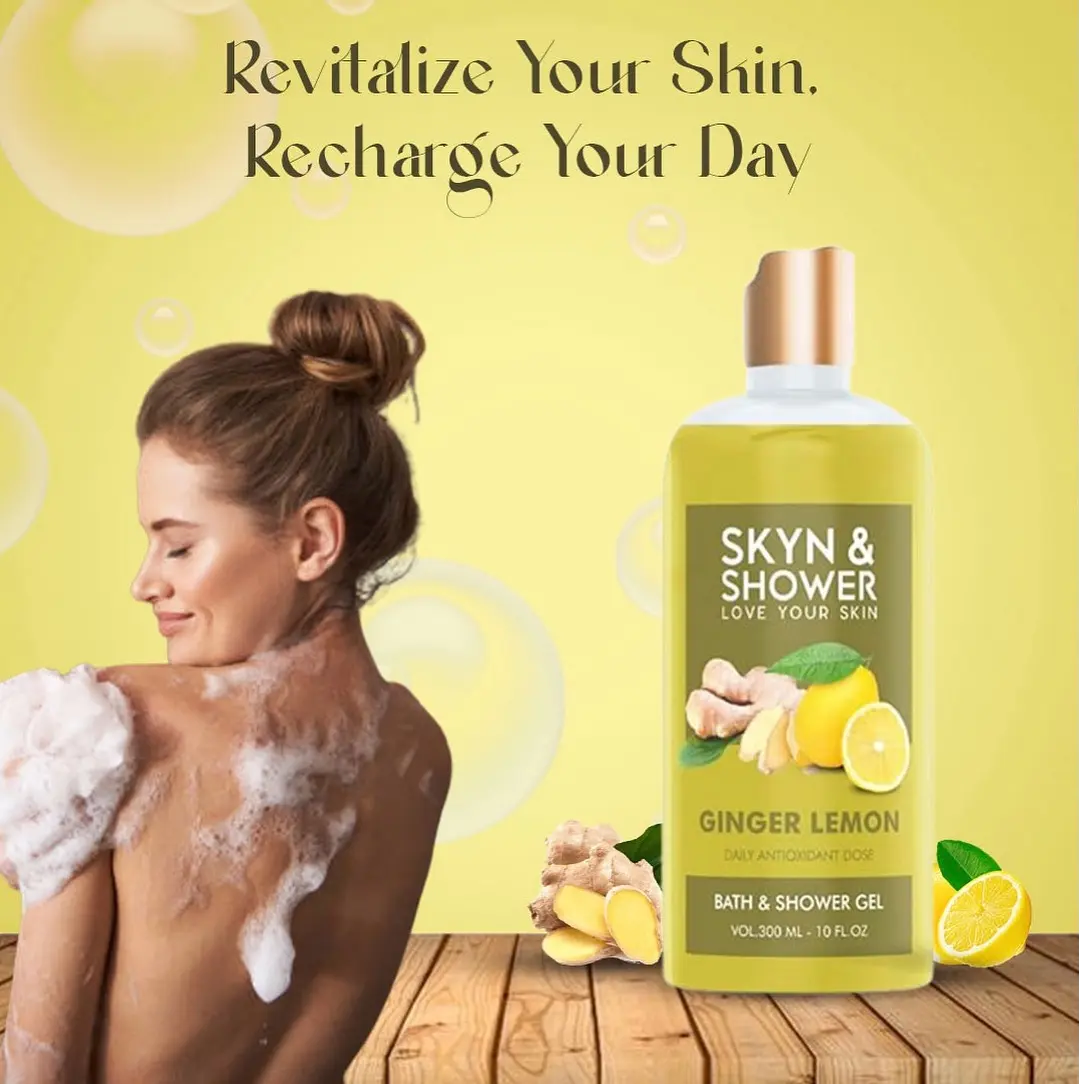 Revitalize Your Skin.
Recharge Your Day
SKYN &
SHOWER
LOVE YOUR SKIN
GINGER LEMON
DAILY ANTIOXIDANT DOSE
BATH & SHOWER GEL
VOL.300 ML - 10 FL.OZ